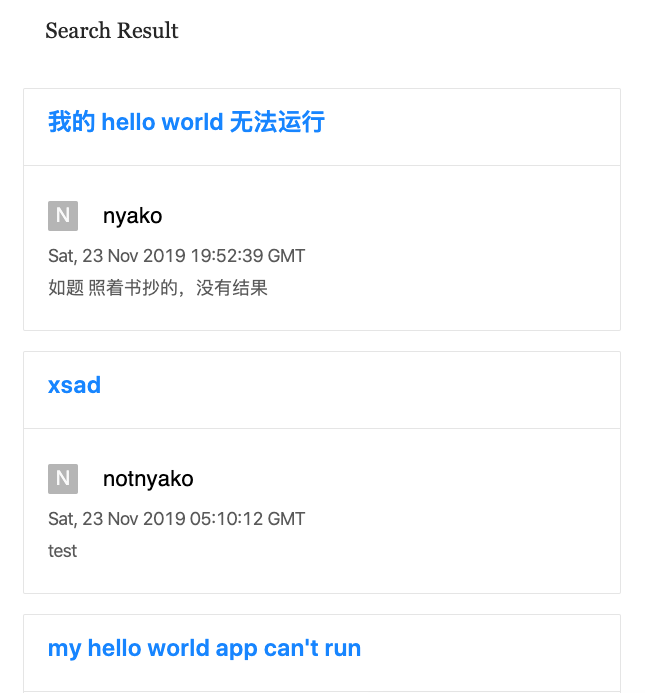 Search Result
我的 hello world 无法运行
N nyako
Sat, 23 Nov 2019 19:52:39 GMT
如题 照着书抄的，没有结果
xsad
N notnyako
Sat, 23 Nov 2019 05:10:12 GMT
test
my hello world app can't run